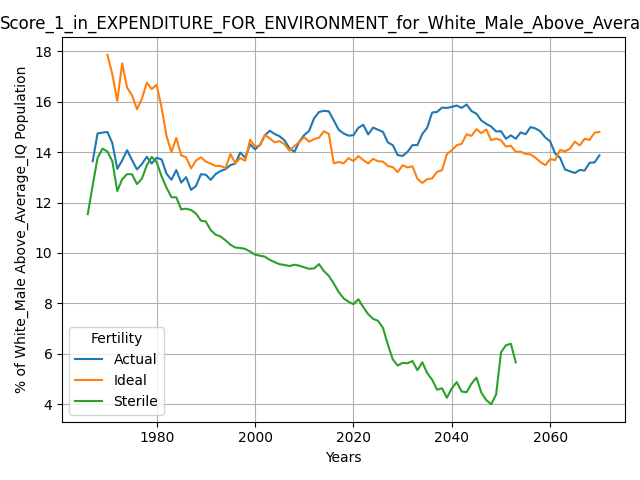 Score_1_in_EXPENDITURE_FOR_ENVIRONMENT_for_White_Male_Above_Avera
% of White_Male Above_Average_IQ Population
18
16
14
12
10
8
6
4
Fertility
Actual
Ideal
Sterile
1980 2000 2020 2040 2060
Years